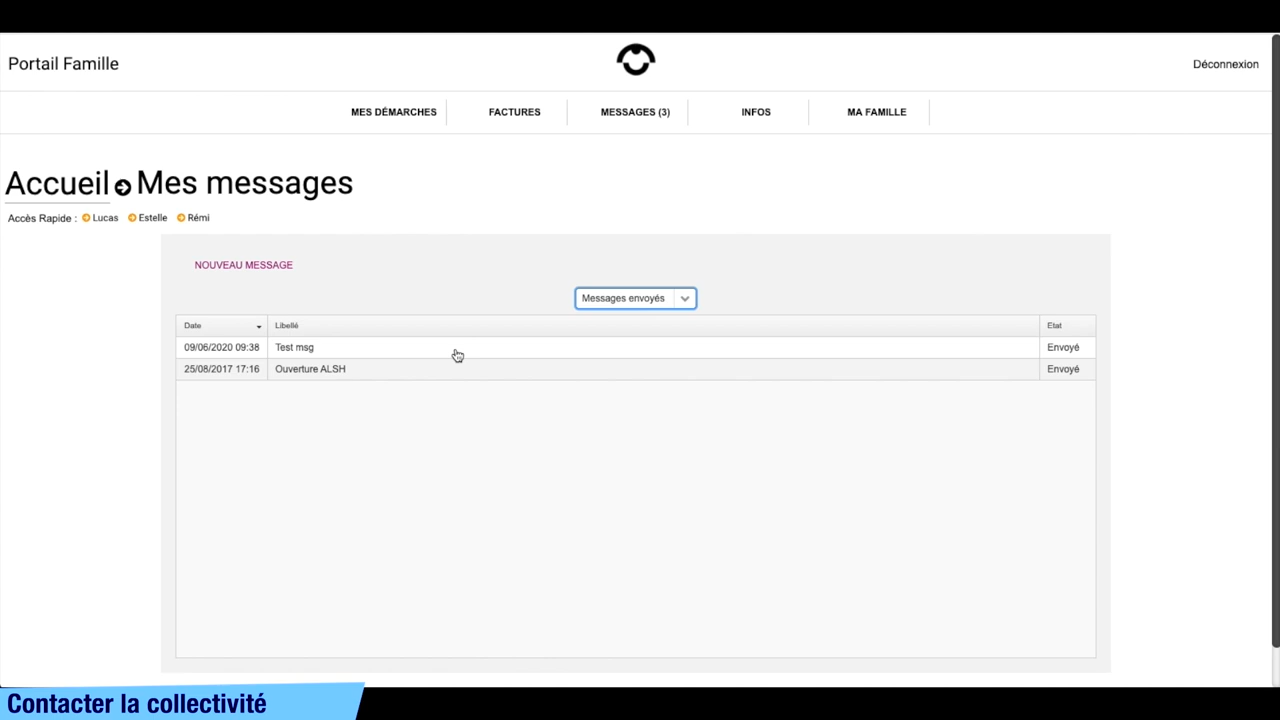 Portail Famille
Déconnexion
MES DÉMARCHES FACTURES MESSAGES (3) INFOS MA FAMILLE
Accueil Mes messages
Accès Rapide : Lucas Estelle Rémi
NOUVEAU MESSAGE
Messages envoyés
Date Libellé Etat
09/06/2020 09:38 Test msg Envoyé
25/08/2017 17:16 Ouverture ALSH Envoyé
Contacter la collectivité